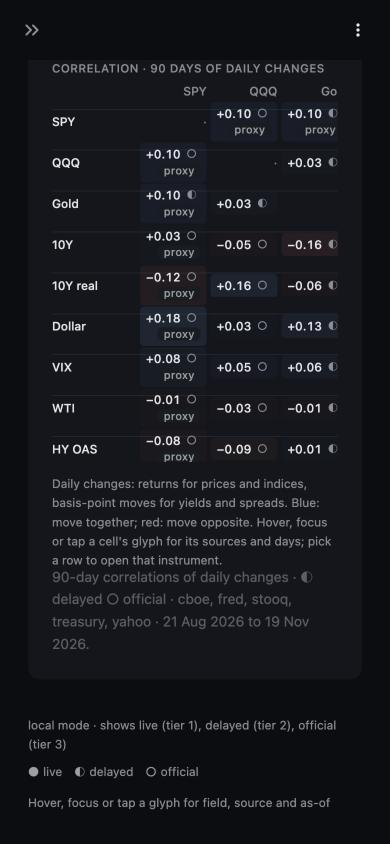 CORRELATION · 90 DAYS OF DAILY CHANGES
SPY QQQ Go
SPY · +0.10 proxy +0.10 proxy
QQQ +0.10 proxy · +0.03
Gold +0.10 proxy +0.03
10Y +0.03 proxy −0.05 −0.16
10Y real −0.12 proxy +0.16 −0.06
Dollar +0.18 proxy +0.03 +0.13
VIX +0.08 proxy +0.05 +0.06
WTI −0.01 proxy −0.03 −0.01
HY OAS −0.08 proxy −0.09 +0.01
Daily changes: returns for prices and indices,
basis-point moves for yields and spreads. Blue:
move together; red: move opposite. Hover, focus
or tap a cell's glyph for its sources and days; pick
a row to open that instrument.
90-day correlations of daily changes · ◐
delayed ○ official · cboe, fred, stooq,
treasury, yahoo · 21 Aug 2026 to 19 Nov
2026.
local mode · shows live (tier 1), delayed (tier 2), official
(tier 3)
● live ◐ delayed ○ official
Hover, focus or tap a glyph for field, source and as-of